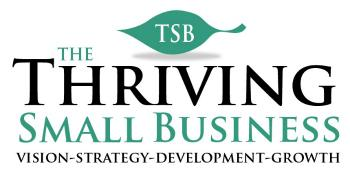 TSB
THE
THRIVING
SMALL BUSINESS
VISION-STRATEGY-DEVELOPMENT-GROWTH